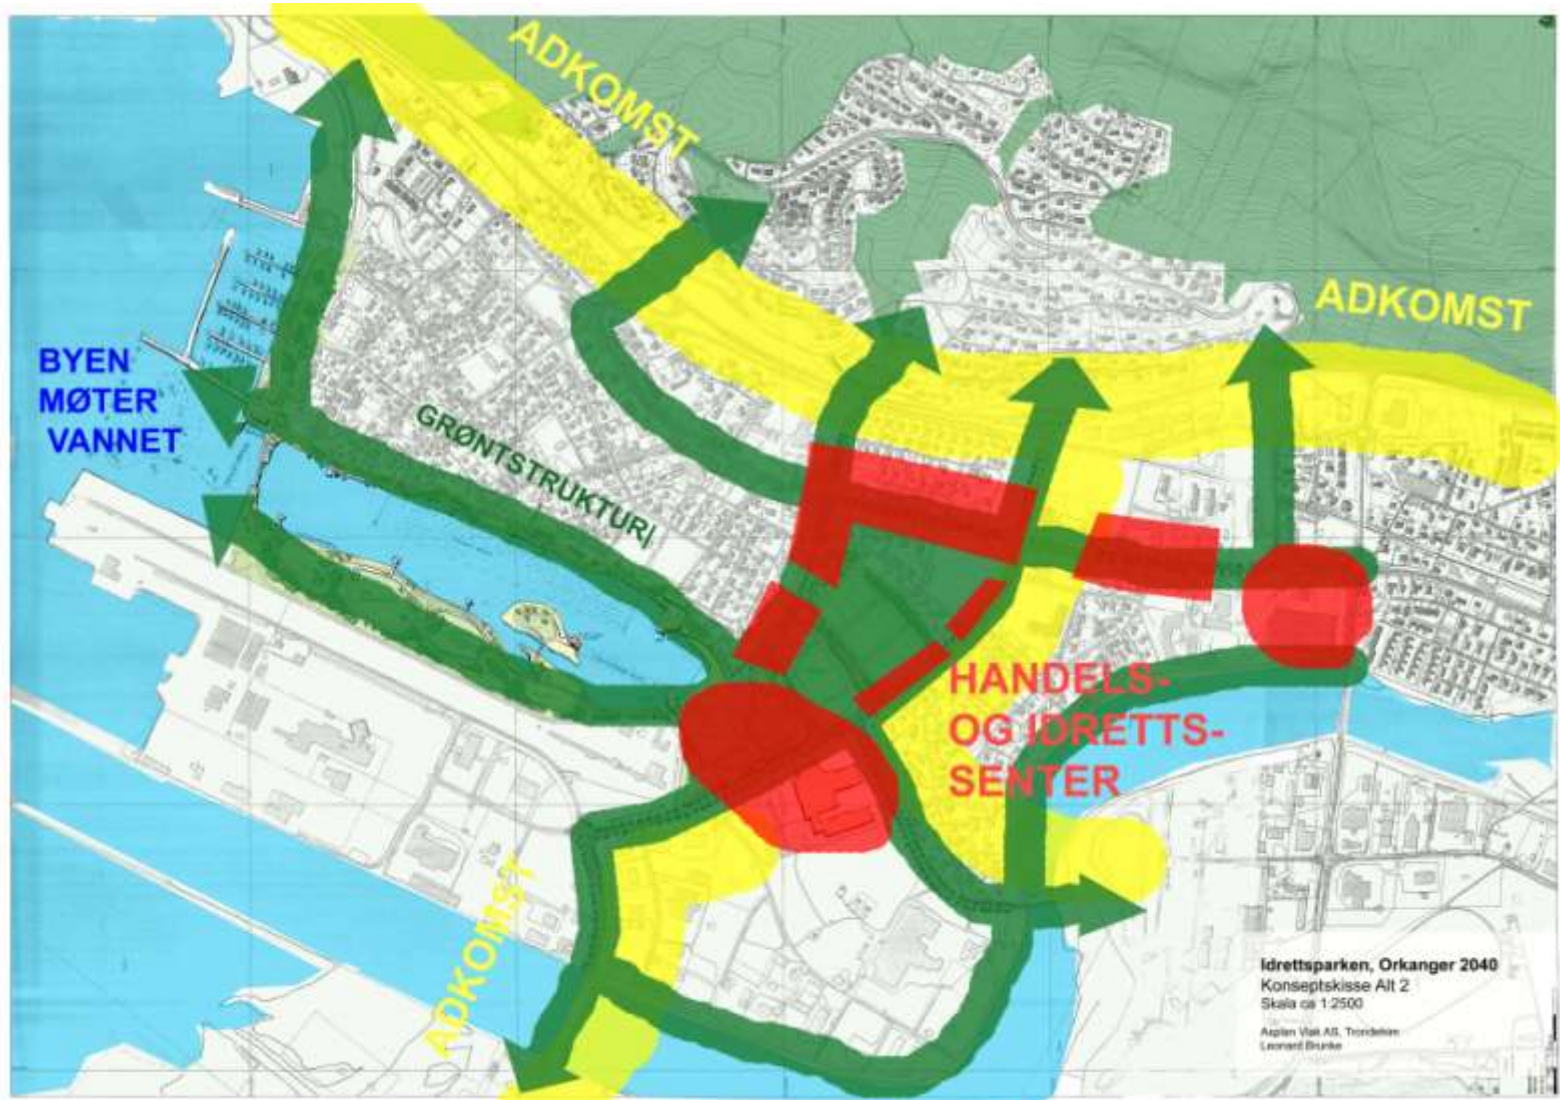 ADKOMST
ADKOMST
BYEN
MØTER
VANNET
GRØNTSTRUKTUR|
HANDELS-
OG IDRETTS-
SENTER
ADKOMST
Idrettsparken, Orkanger 2040
Konseptskisse Alt 2
Skala ca 1:2500
Asplan Viak AS, Trondheim
Leonard Brunke